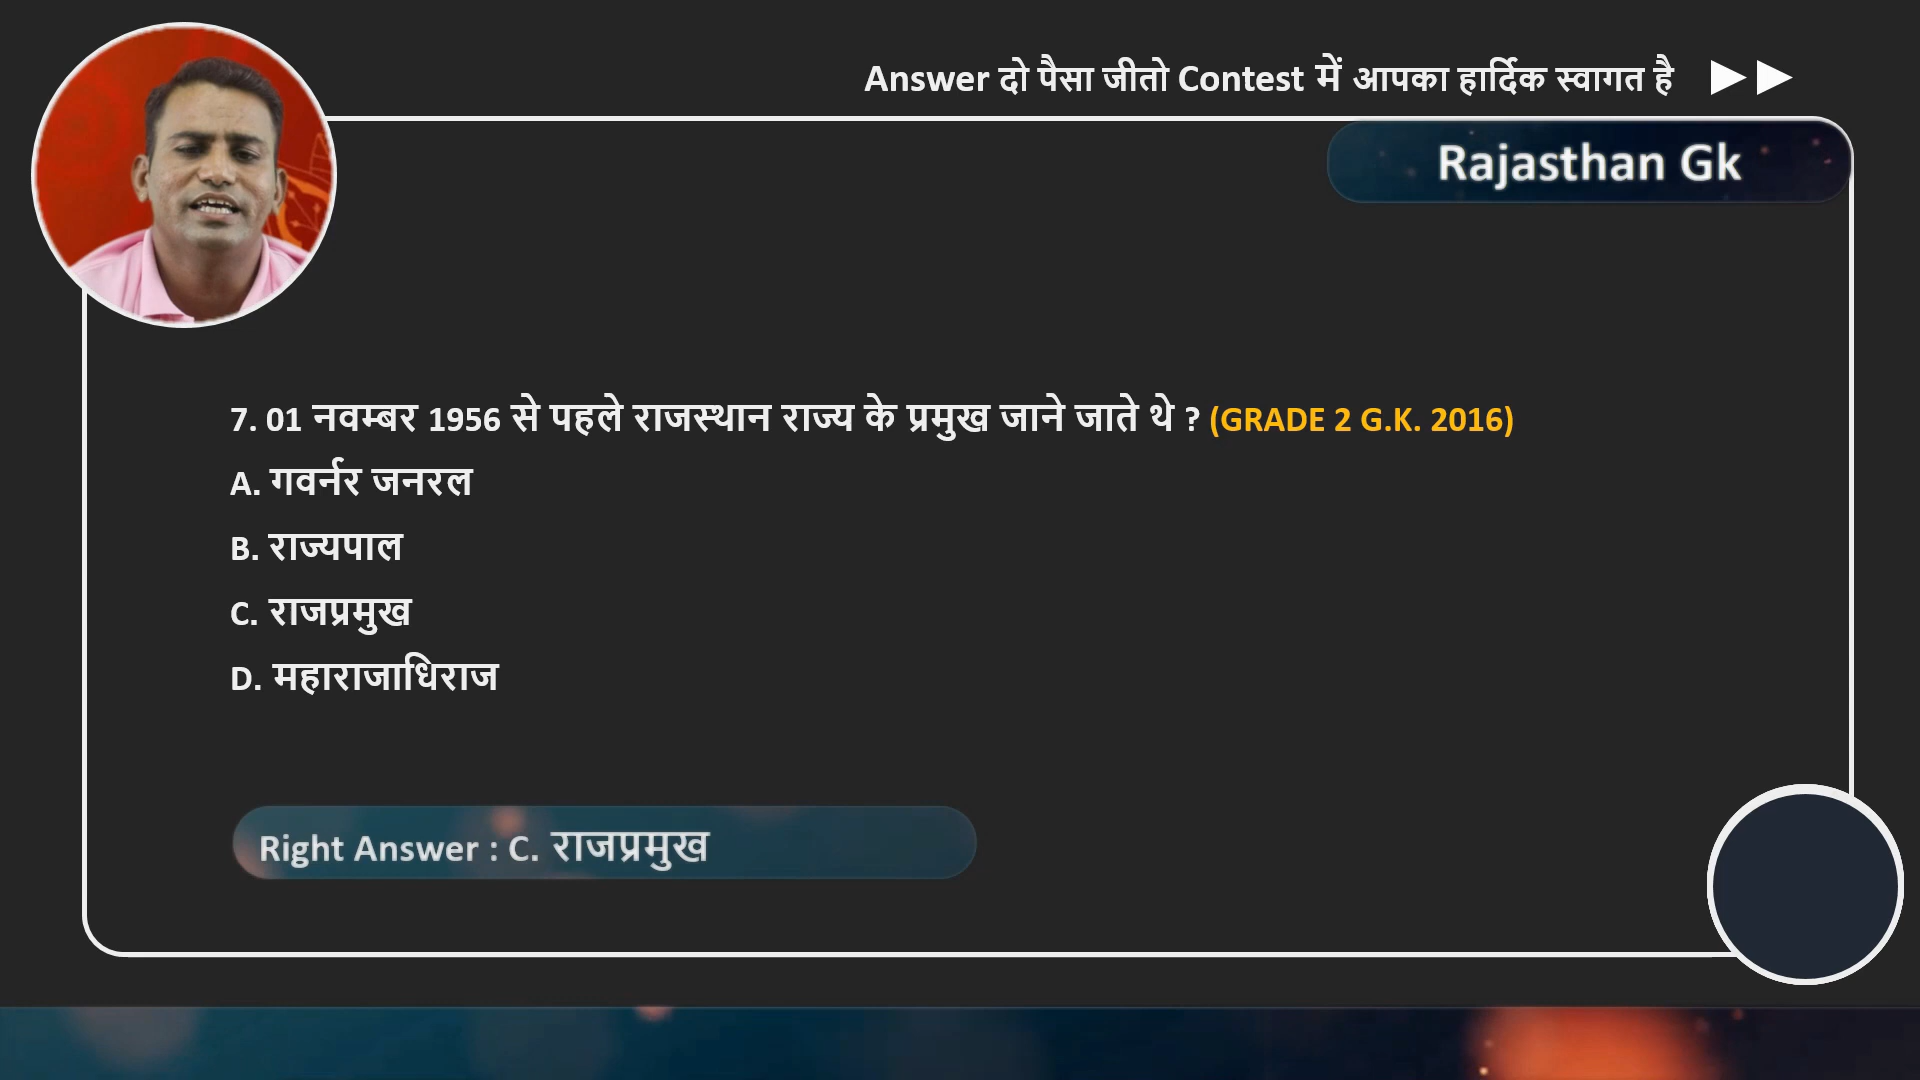 Answer दो पैसा जीतो Contest में आपका हार्दिक स्वागत है
Rajasthan Gk
7. 01 नवम्बर 1956 से पहले राजस्थान राज्य के प्रमुख जाने जाते थे ? (GRADE 2 G.K. 2016)
A. गवर्नर जनरल
B. राज्यपाल
C. राजप्रमुख
D. महाराजाधिराज
Right Answer : C. राजप्रमुख